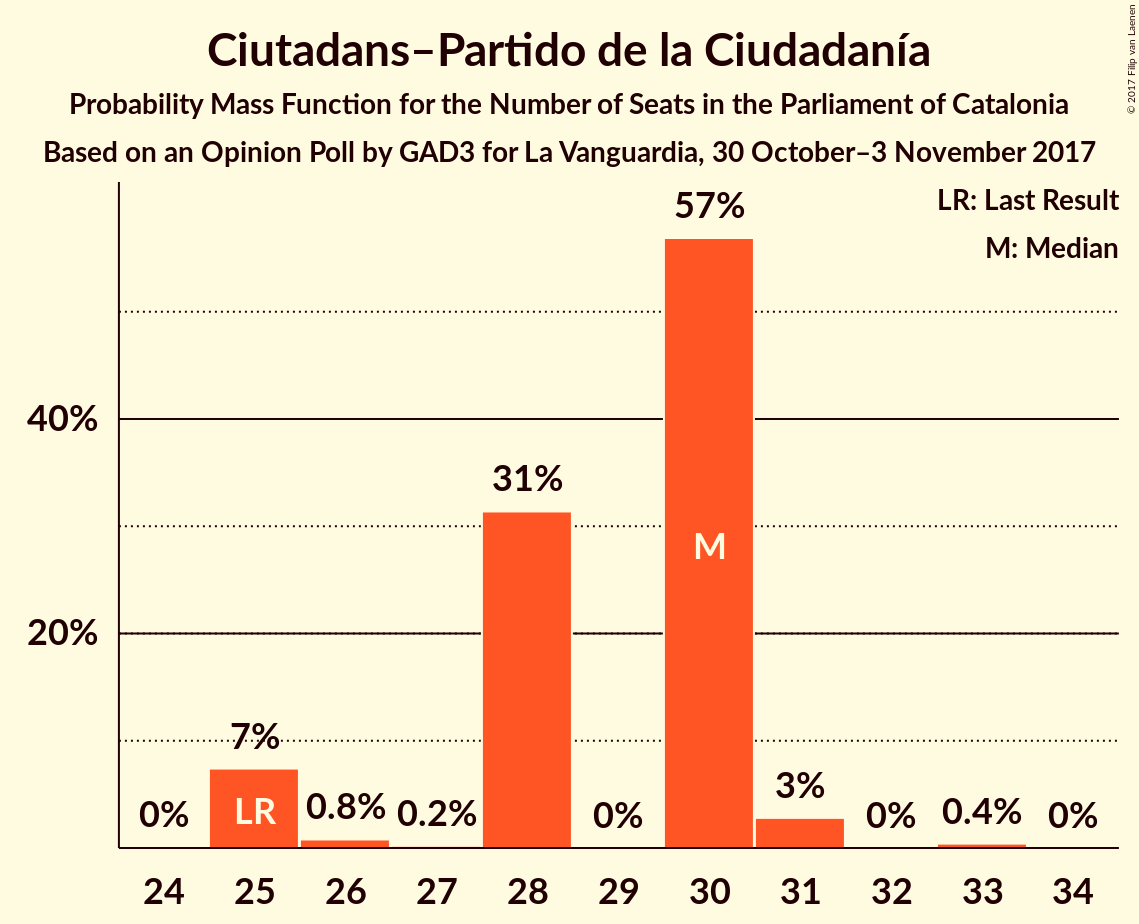 Ciutadans–Partido de la Ciudadanía
Probability Mass Function for the Number of Seats in the Parliament of Catalonia
Based on an Opinion Poll by GAD3 for La Vanguardia, 30 October–3 November 2017
© 2017 Filip van Laenen
LR: Last Result
M: Median
57%
40%
31%
M
20%
7%
0% LR 0.8% 0.2% 0% 3% 0% 0.4% 0%
24 25 26 27 28 29 30 31 32 33 34